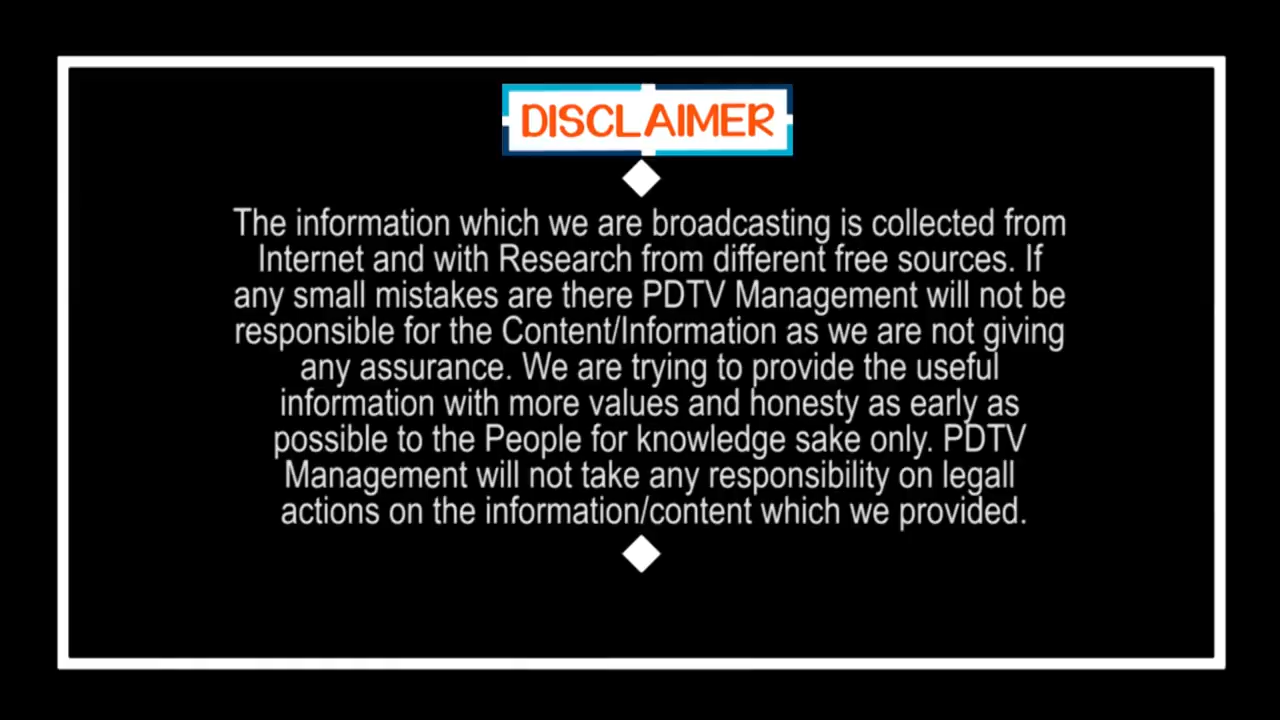 DISCLAIMER
The information which we are broadcasting is collected from
Internet and with Research from different free sources. If
any small mistakes are there PDTV Management will not be
responsible for the Content/Information as we are not giving
any assurance. We are trying to provide the useful
information with more values and honesty as early as
possible to the People for knowledge sake only. PDTV
Management will not take any responsibility on legall
actions on the information/content which we provided.